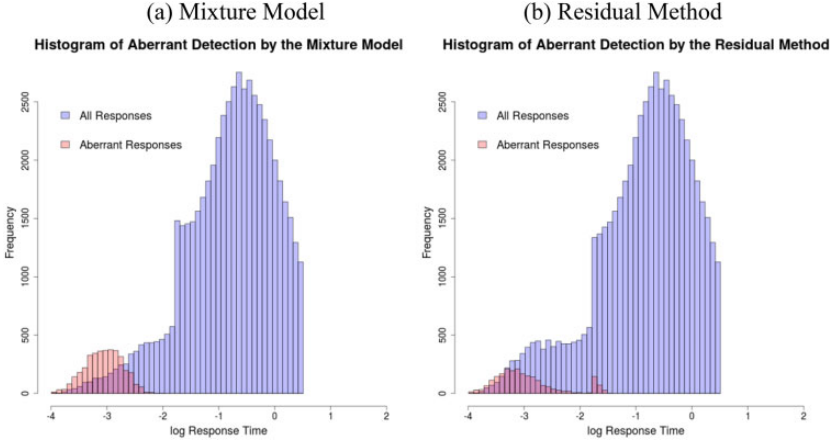 (a) Mixture Model
Histogram of Aberrant Detection by the Mixture Model
All Responses
Aberrant Responses
Frequency
0
500
1000
1500
2000
2500
-4
-3
-2
-1
0
1
2
log Response Time
(b) Residual Method
Histogram of Aberrant Detection by the Residual Method
All Responses
Aberrant Responses
Frequency
0
500
1000
1500
2000
2500
-4
-3
-2
-1
0
1
2
log Response Time